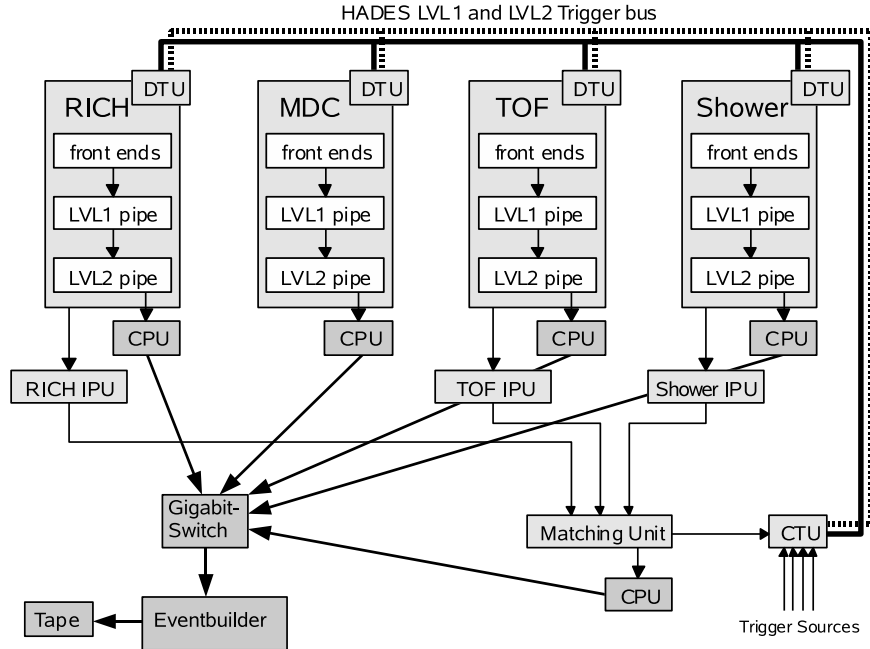 HADES LVL1 and LVL2 Trigger bus
DTU
DTU
DTU
DTU
RICH
MDC
TOF
Shower
front ends
front ends
front ends
front ends
LVL1 pipe
LVL1 pipe
LVL1 pipe
LVL1 pipe
LVL2 pipe
LVL2 pipe
LVL2 pipe
LVL2 pipe
CPU
CPU
CPU
CPU
RICH IPU
TOF IPU
Shower IPU
Gigabit-
Switch
Matching Unit
CTU
CPU
Tape
Eventbuilder
Trigger Sources